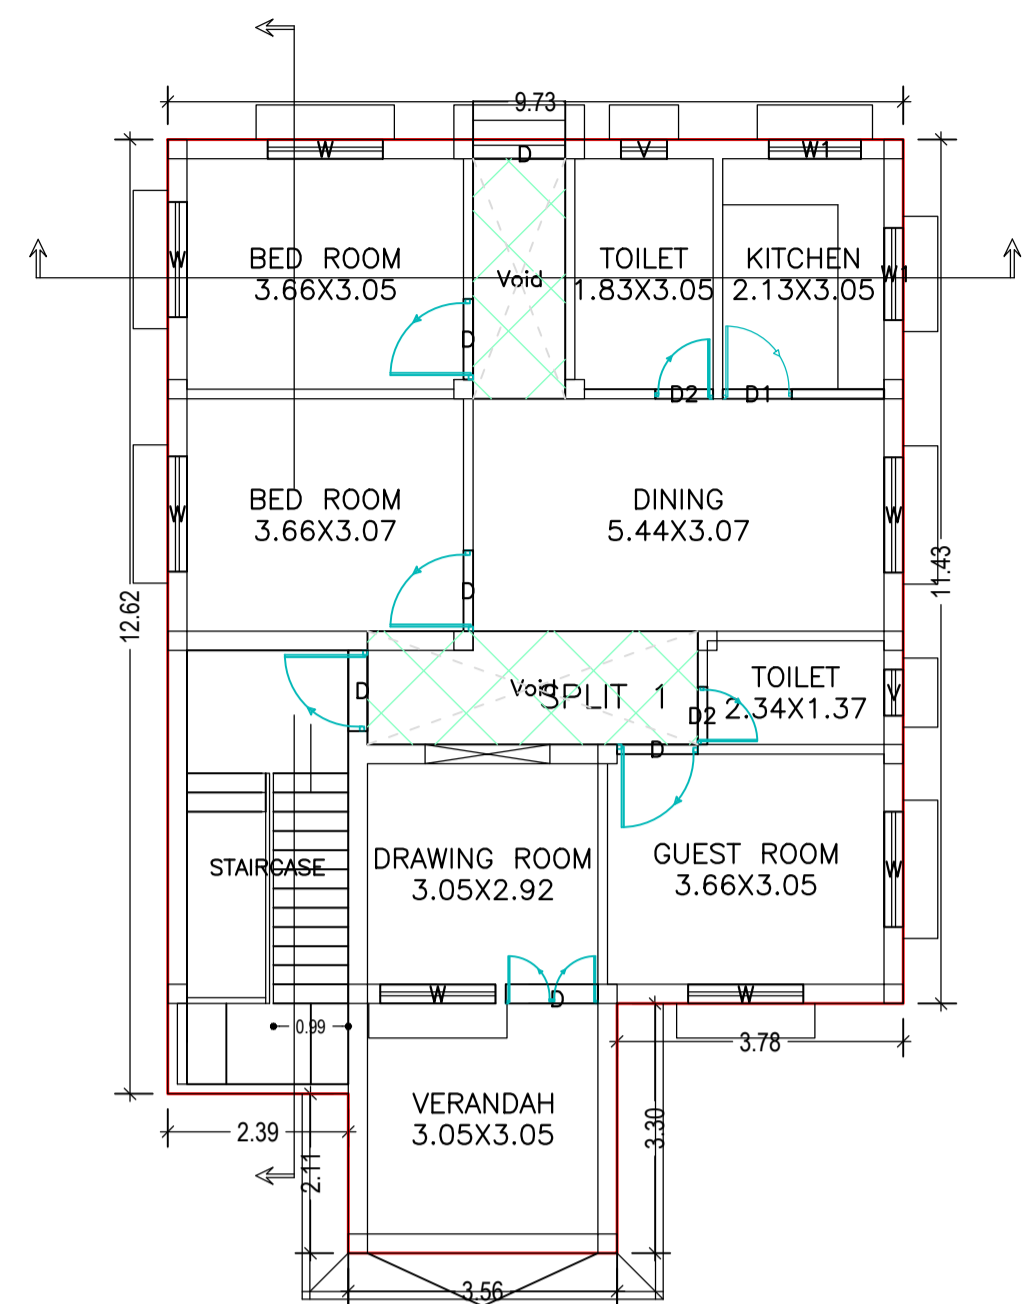 9.73
W
D
V
W1
W
BED ROOM
3.66X3.05
Void
TOILET
1.83X3.05
KITCHEN
2.13X3.05
W1
D
D2
D1
W
BED ROOM
3.66X3.07
DINING
5.44X3.07
W
11.43
12.62
D
D
Void
SPLIT 1
D2
TOILET
2.34X1.37
V
D
STAIRCASE
DRAWING ROOM
3.05X2.92
GUEST ROOM
3.66X3.05
W
W
D
W
0.99
3.78
VERANDAH
3.05X3.05
2.39
2.11
3.30
3.56